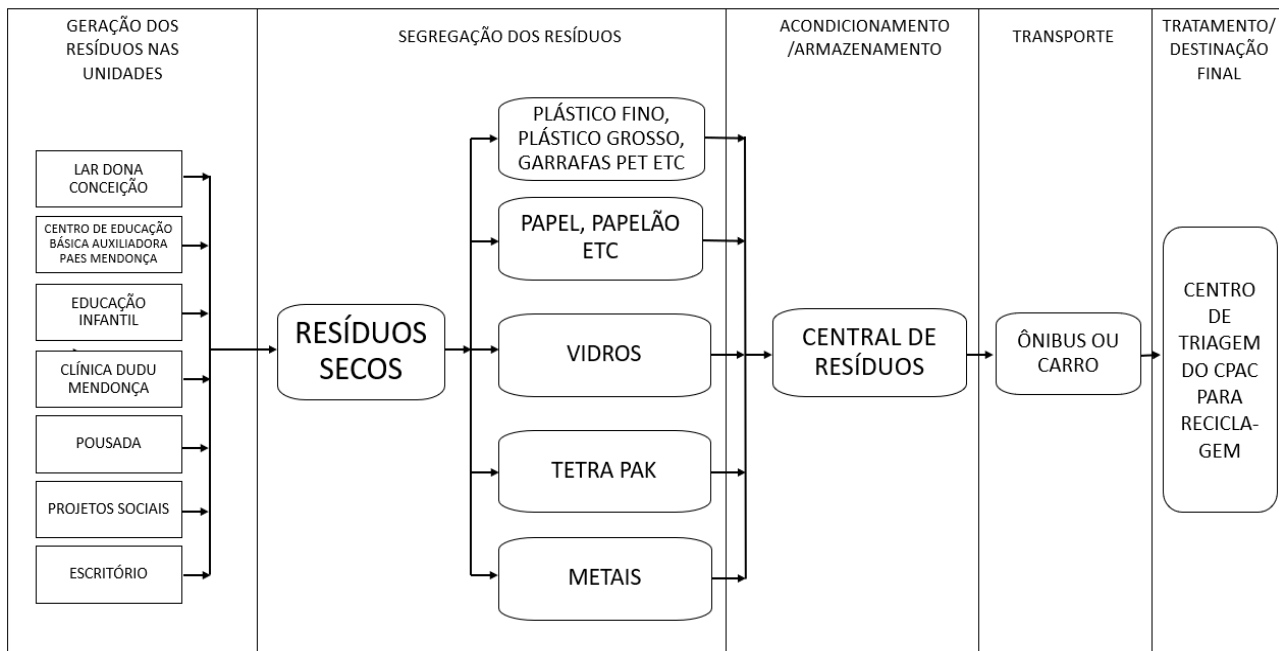 GERAÇÃO DOS
RESÍDUOS NAS
UNIDADES
SEGREGAÇÃO DOS RESÍDUOS
ACONDICIONAMENTO
/ARMAZENAMENTO
TRANSPORTE
TRATAMENTO/
DESTINAÇÃO
FINAL
LAR DONA
CONCEIÇÃO
CENTRO DE EDUCAÇÃO
BÁSICA AUXILIADORA
PAES MENDONÇA
EDUCAÇÃO
INFANTIL
CLÍNICA DUDU
MENDONÇA
POUSADA
PROJETOS SOCIAIS
ESCRITÓRIO
RESÍDUOS
SECOS
PLÁSTICO FINO,
PLÁSTICO GROSSO,
GARRAFAS PET ETC
PAPEL, PAPELÃO
ETC
VIDROS
TETRA PAK
METAIS
CENTRAL DE
RESÍDUOS
ÔNIBUS OU
CARRO
CENTRO
DE
TRIAGEM
DO CPAC
PARA
RECICLA-
GEM